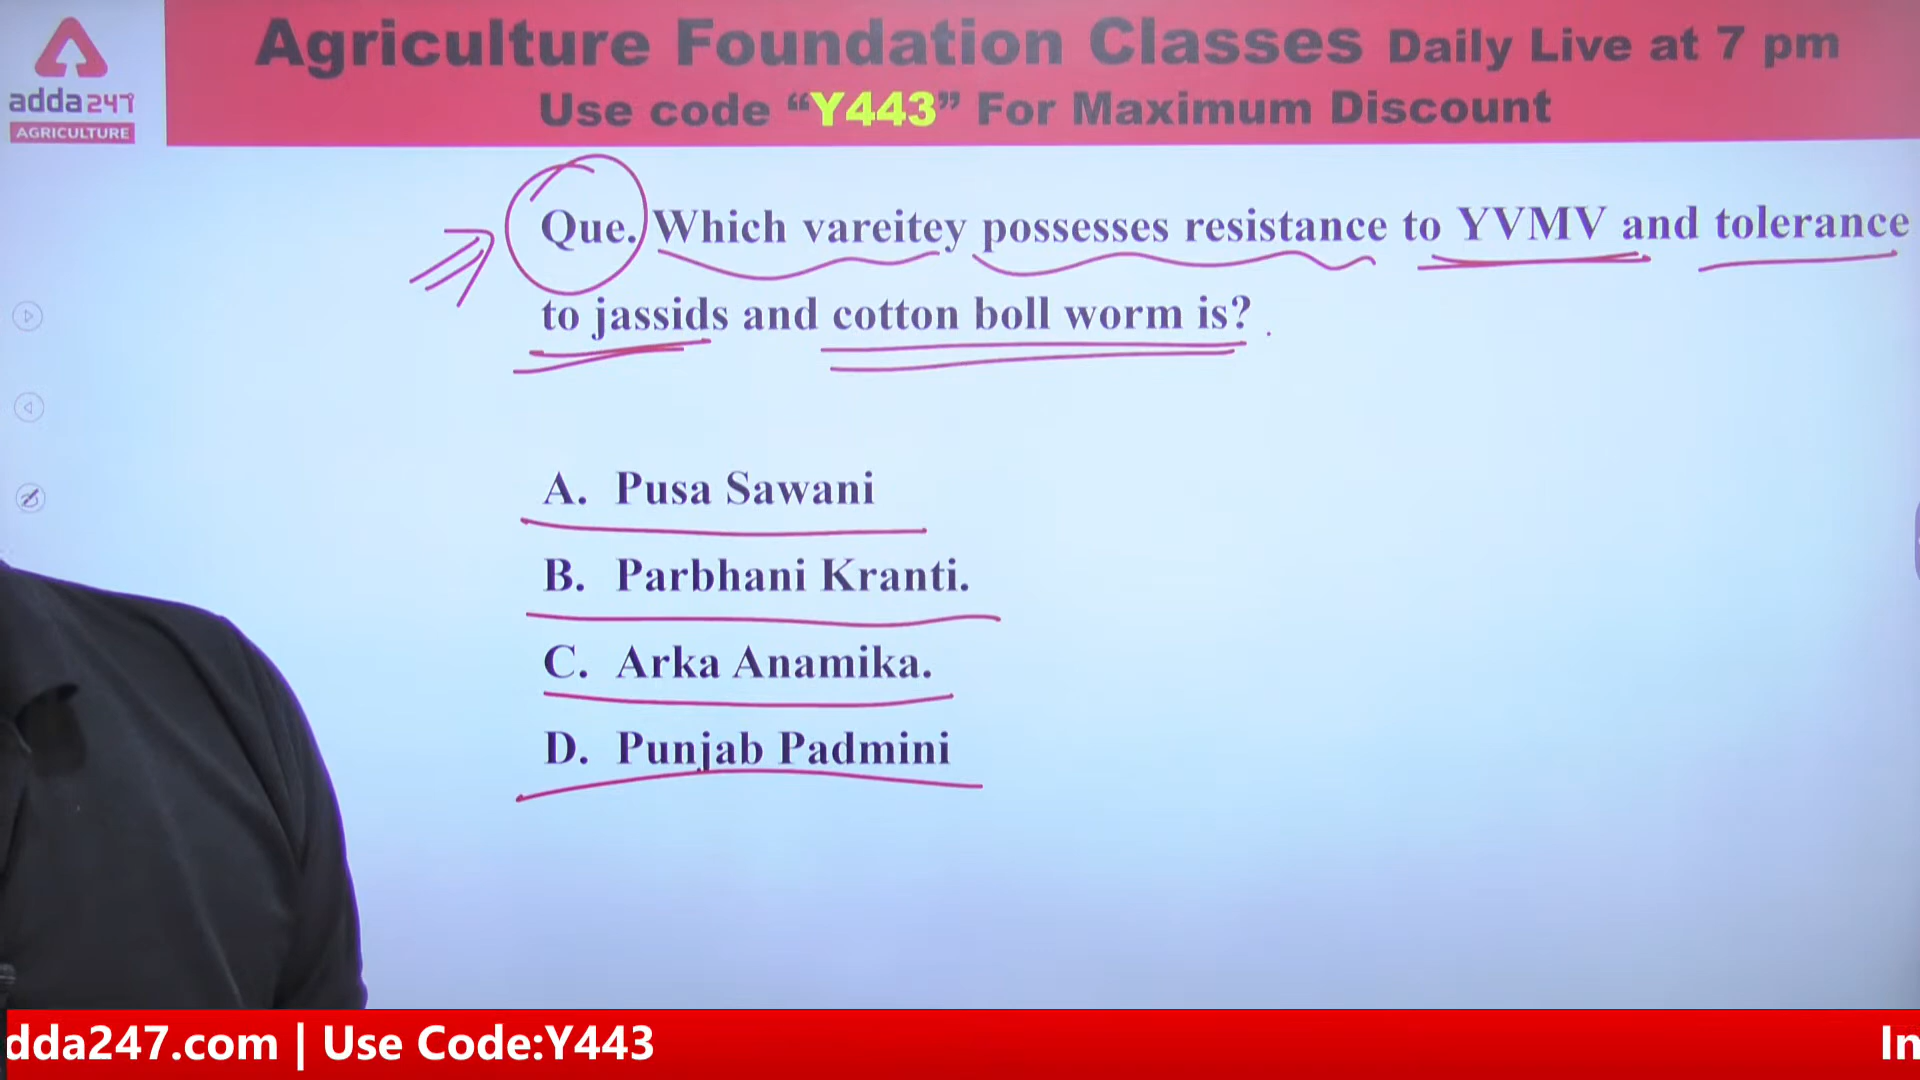 Agriculture Foundation Classes Daily Live at 7 pm
Use code “Y443” For Maximum Discount
adda247
AGRICULTURE
Que. Which vareitey possesses resistance to YVMV and tolerance
to jassids and cotton boll worm is?
A. Pusa Sawani
B. Parbhani Kranti.
C. Arka Anamika.
D. Punjab Padmini
dda247.com | Use Code:Y443
In